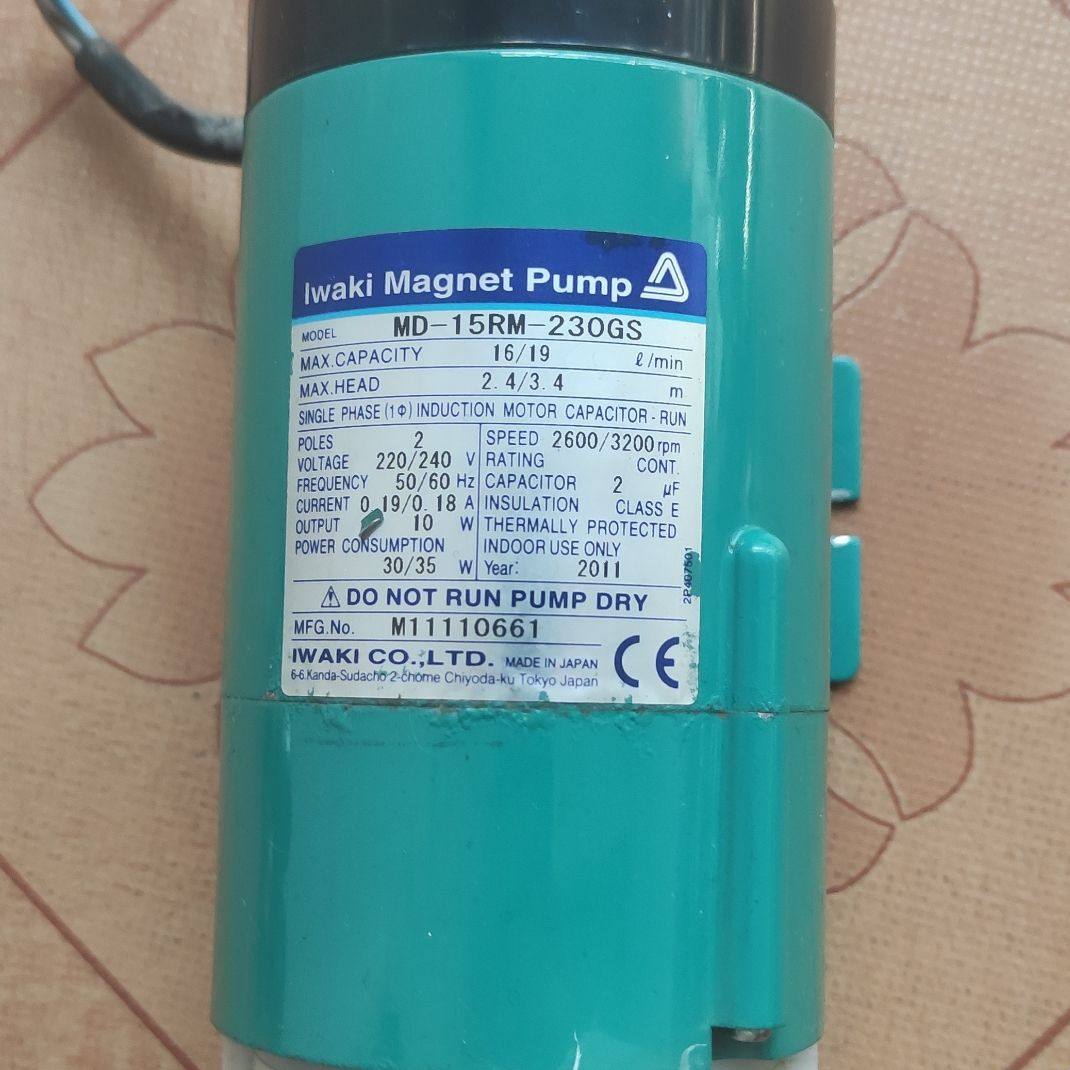 Iwaki Magnet Pump
MODEL MD-15RM-230GS
MAX.CAPACITY 16/19 ℓ/min
MAX.HEAD 2.4/3.4 m
SINGLE PHASE (1Φ) INDUCTION MOTOR CAPACITOR-RUN
POLES 2
VOLTAGE 220/240 V
FREQUENCY 50/60 Hz
CURRENT 0.19/0.18 A
OUTPUT 10 W
POWER CONSUMPTION
30/35 W
SPEED 2600/3200rpm
RATING CONT.
CAPACITOR 2 μF
INSULATION CLASS E
THERMALLY PROTECTED
INDOOR USE ONLY
Year: 2011
2P407501
DO NOT RUN PUMP DRY
MFG.No. M11110661
IWAKI CO.,LTD. MADE IN JAPAN
6-6.Kanda-Sudacho 2-chome Chiyoda-ku Tokyo Japan
CE